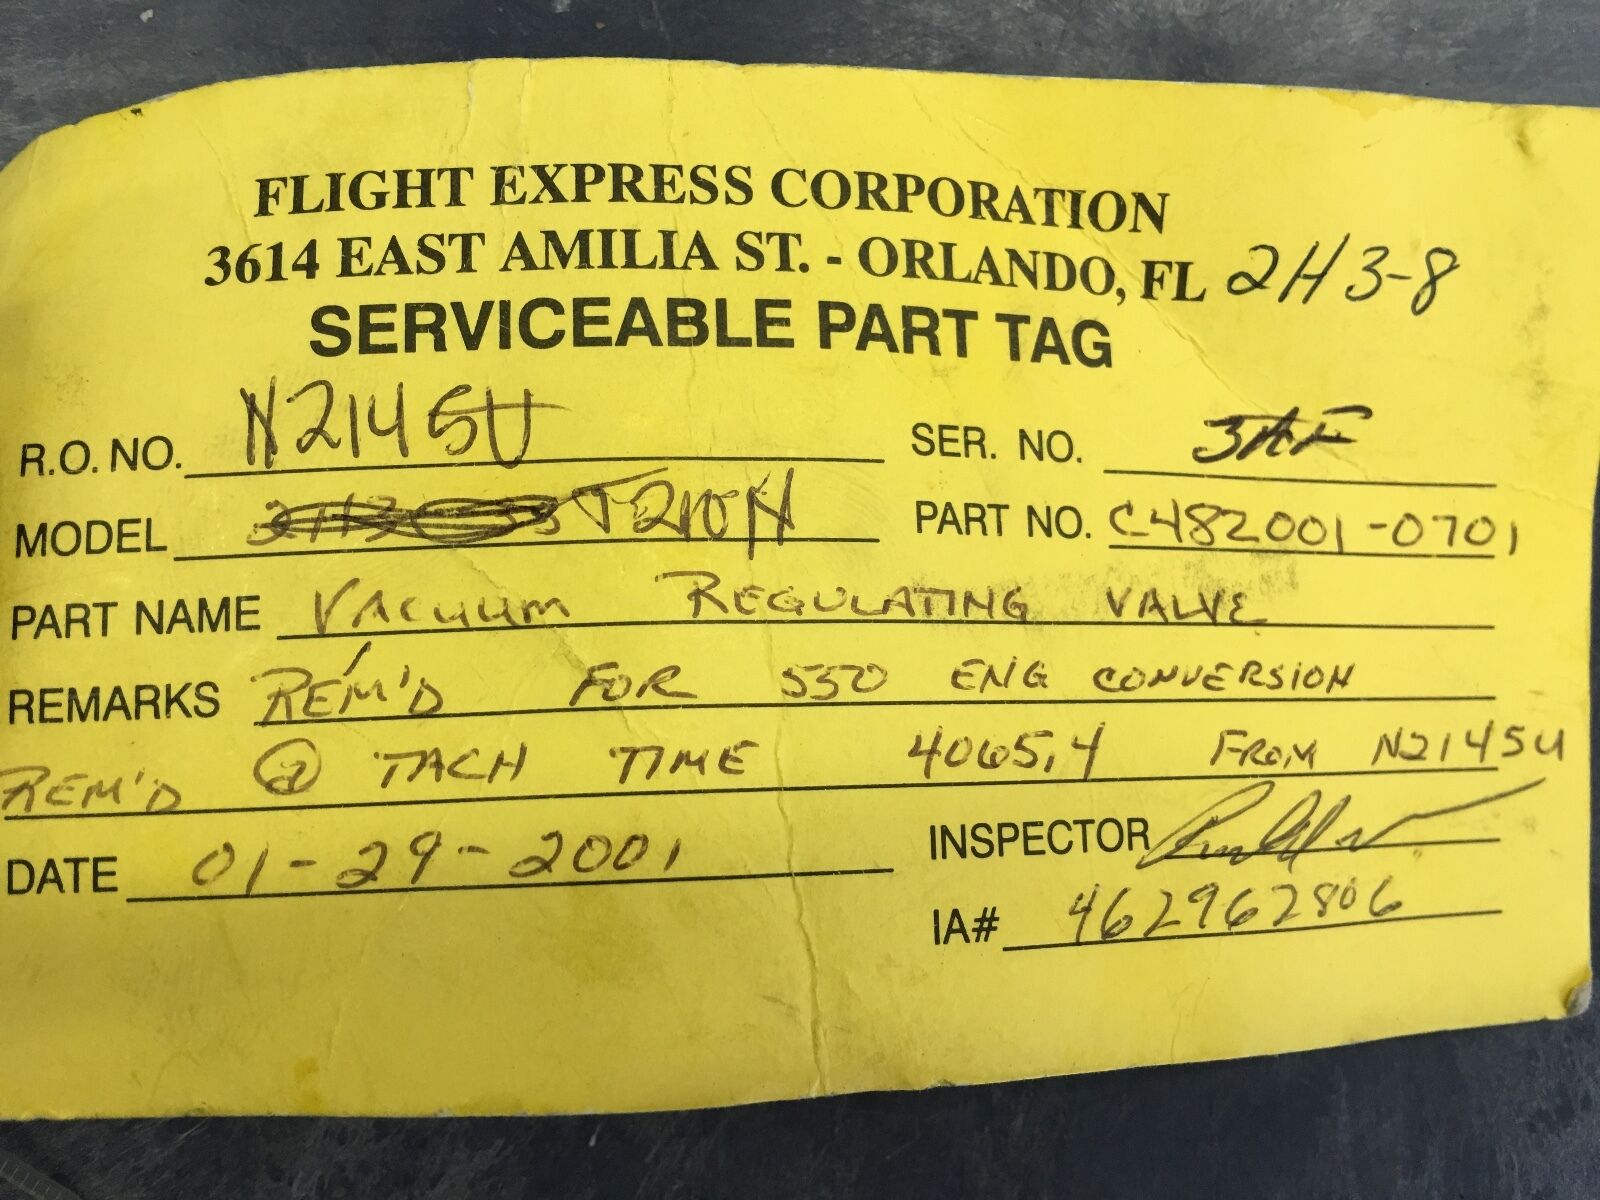 FLIGHT EXPRESS CORPORATION
3614 EAST AMILIA ST. - ORLANDO, FL 2H3-8
SERVICEABLE PART TAG
R.O. NO. N2145U SER. NO.
MODEL T210N PART NO. C482001-0701
PART NAME VACUUM REGULATING VALVE
REMARKS REM'D FOR 550 ENG CONVERSION
REM'D @ TACH TIME 4065.4 FROM N2145U
DATE 01-29-2001 INSPECTOR
IA# 462962806